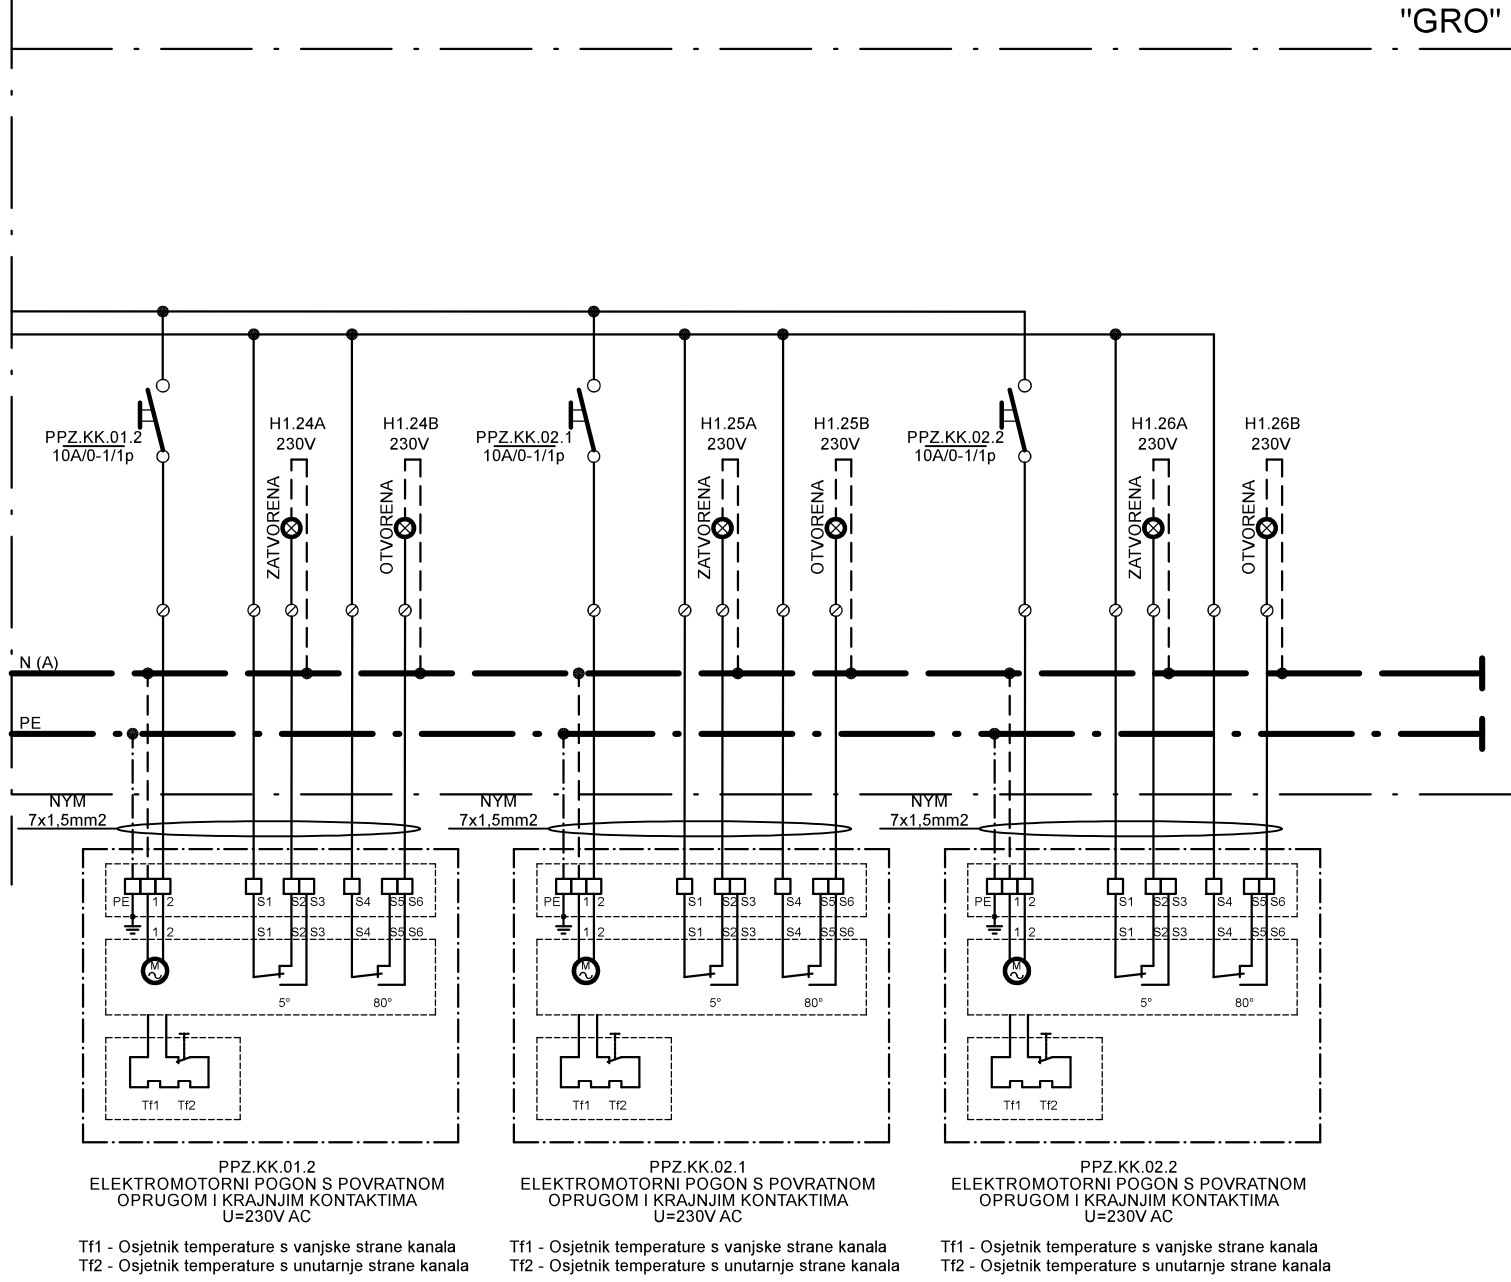 "GRO"
PPZ.KK.01.2
10A/0-1/1p
H1.24A
230V
ZATVORENA
H1.24B
230V
OTVORENA
PPZ.KK.02.1
10A/0-1/1p
H1.25A
230V
ZATVORENA
H1.25B
230V
OTVORENA
PPZ.KK.02.2
10A/0-1/1p
H1.26A
230V
ZATVORENA
H1.26B
230V
OTVORENA
N (A)
PE
NYM
7x1,5mm2
NYM
7x1,5mm2
NYM
7x1,5mm2
PE 1 2 S1 S2 S3 S4 S5 S6
1 2 S1 S2 S3 S4 S5 S6
M
5°
80°
Tf1 Tf2
PE 1 2 S1 S2 S3 S4 S5 S6
1 2 S1 S2 S3 S4 S5 S6
M
5°
80°
Tf1 Tf2
PE 1 2 S1 S2 S3 S4 S5 S6
1 2 S1 S2 S3 S4 S5 S6
M
5°
80°
Tf1 Tf2
PPZ.KK.01.2
ELEKTROMOTORNI POGON S POVRATNOM
OPRUGOM I KRAJNJIM KONTAKTIMA
U=230V AC
Tf1 - Osjetnik temperature s vanjske strane kanala
Tf2 - Osjetnik temperature s unutarnje strane kanala
PPZ.KK.02.1
ELEKTROMOTORNI POGON S POVRATNOM
OPRUGOM I KRAJNJIM KONTAKTIMA
U=230V AC
Tf1 - Osjetnik temperature s vanjske strane kanala
Tf2 - Osjetnik temperature s unutarnje strane kanala
PPZ.KK.02.2
ELEKTROMOTORNI POGON S POVRATNOM
OPRUGOM I KRAJNJIM KONTAKTIMA
U=230V AC
Tf1 - Osjetnik temperature s vanjske strane kanala
Tf2 - Osjetnik temperature s unutarnje strane kanala